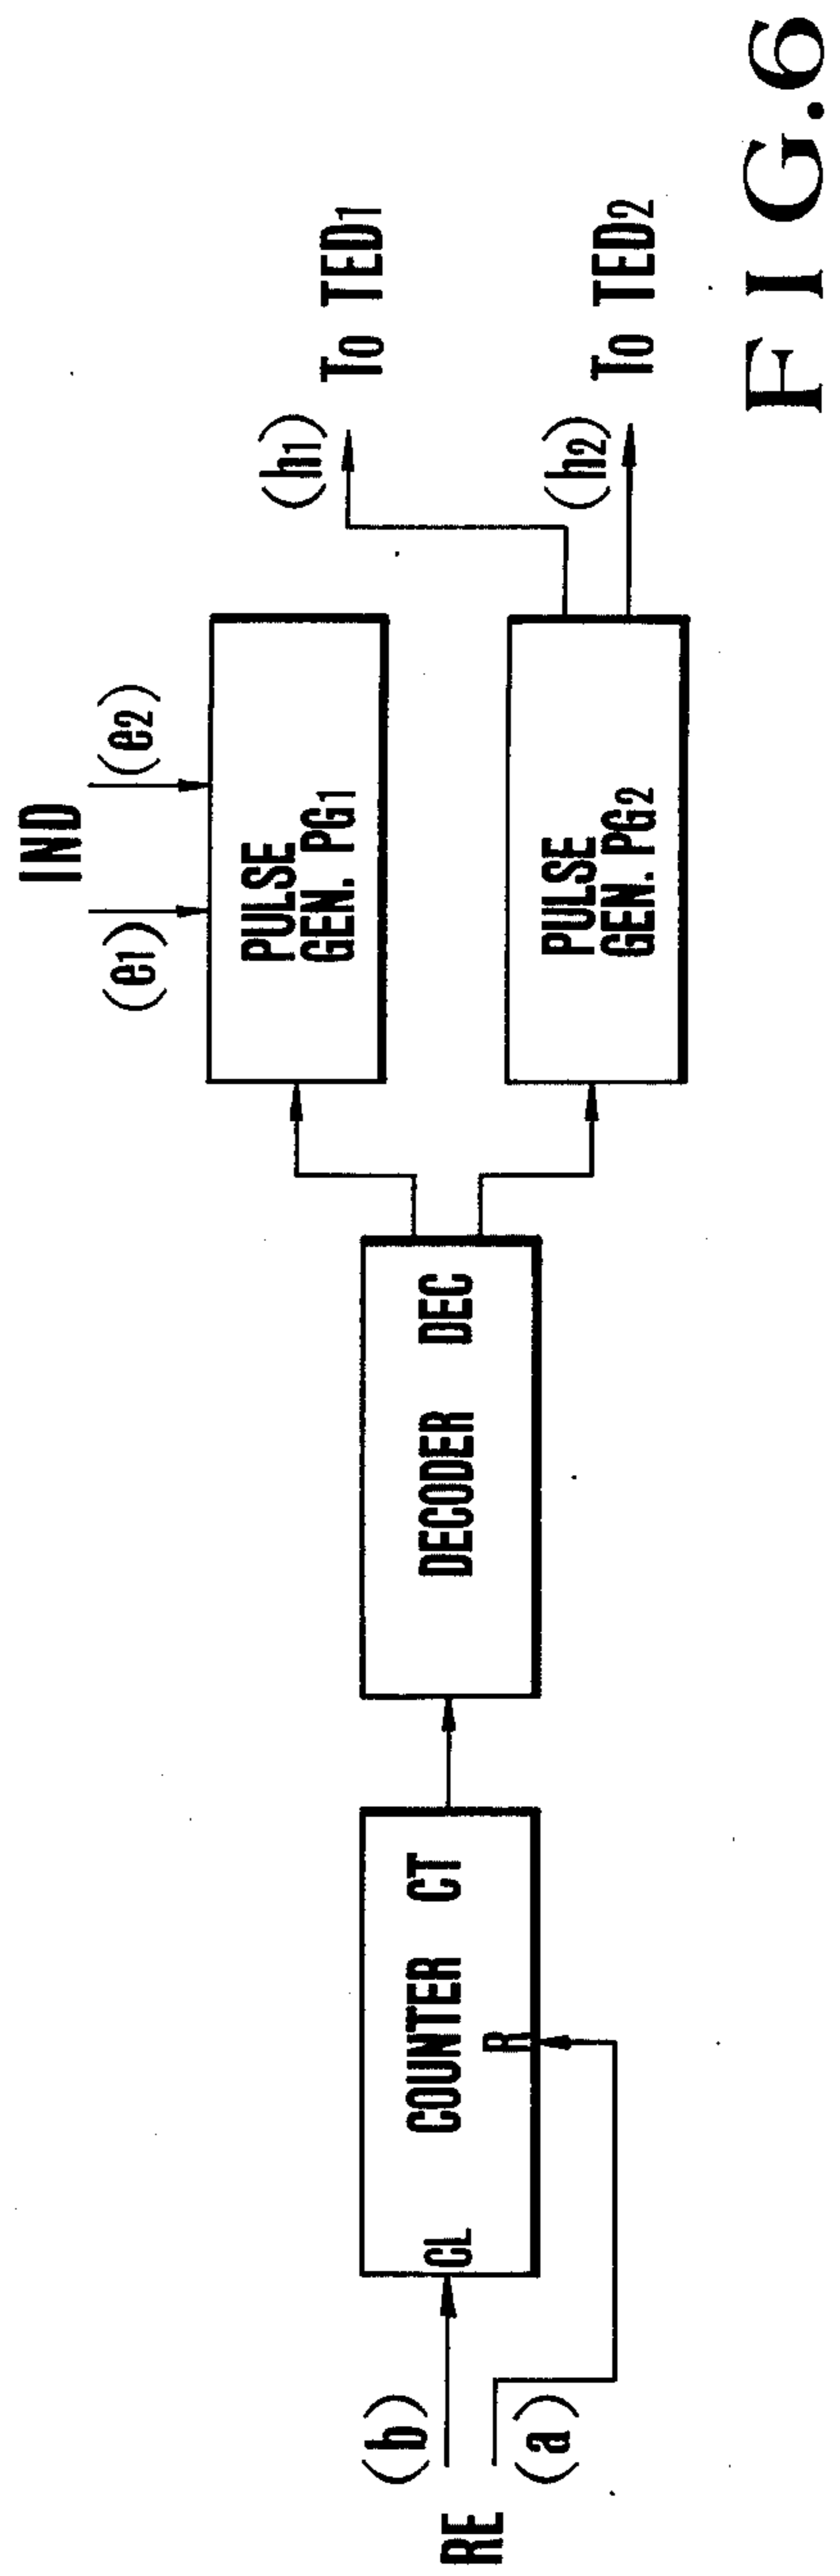 RE
(b)
(a)
CL
COUNTER CT
R
DECODER DEC
IND
(e1)
(e2)
PULSE
GEN. PG1
PULSE
GEN. PG2
(h1)
To TED1
(h2)
To TED2
FIG.6